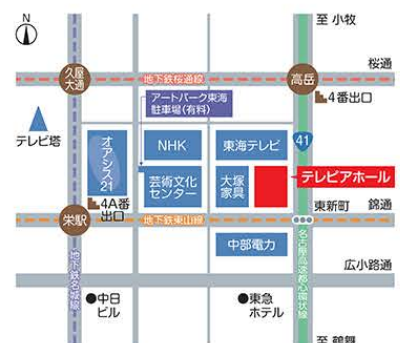 至 小牧
N
桜通
久屋
大通
地下鉄桜通線
高岳
アートパーク東海
駐車場(有料)
4番出口
テレビ塔
オアシス21
NHK
東海テレビ
41
芸術文化
センター
大塚
家具
テレビアホール
4A番
出口
東新町
錦通
栄駅
地下鉄東山線
中部電力
地下鉄名城線
名古屋高速都心環状線
広小路通
中日
ビル
東急
ホテル
至 鶴舞